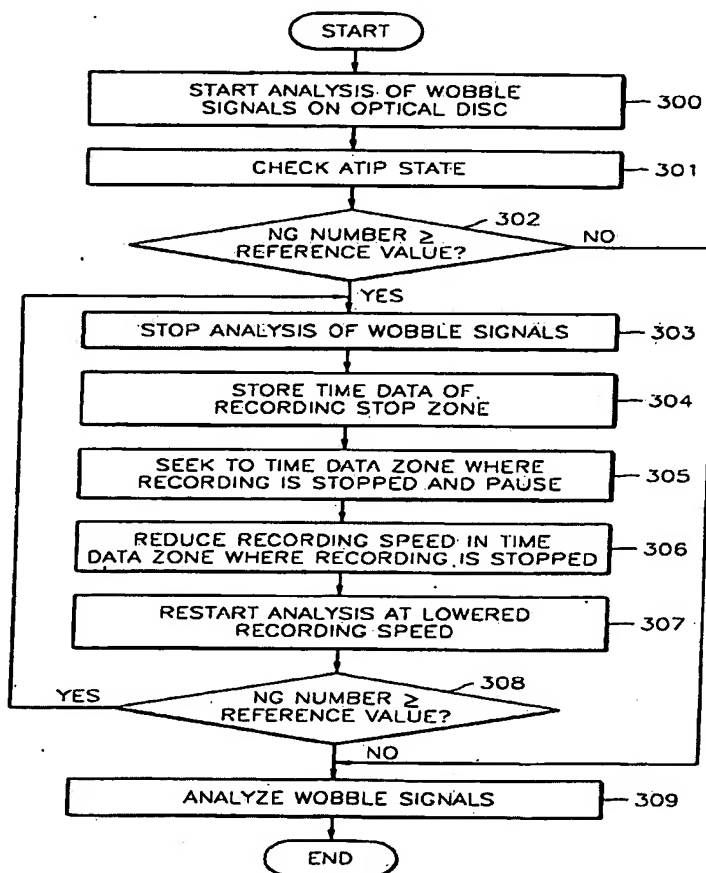 START
START ANALYSIS OF WOBBLE
SIGNALS ON OPTICAL DISC
300
CHECK ATIP STATE
301
302
NG NUMBER ≥
REFERENCE VALUE?
NO
YES
STOP ANALYSIS OF WOBBLE SIGNALS
303
STORE TIME DATA OF
RECORDING STOP ZONE
304
SEEK TO TIME DATA ZONE WHERE
RECORDING IS STOPPED AND PAUSE
305
REDUCE RECORDING SPEED IN TIME
DATA ZONE WHERE RECORDING IS STOPPED
306
RESTART ANALYSIS AT LOWERED
RECORDING SPEED
307
308
YES
NG NUMBER ≥
REFERENCE VALUE?
NO
ANALYZE WOBBLE SIGNALS
309
END